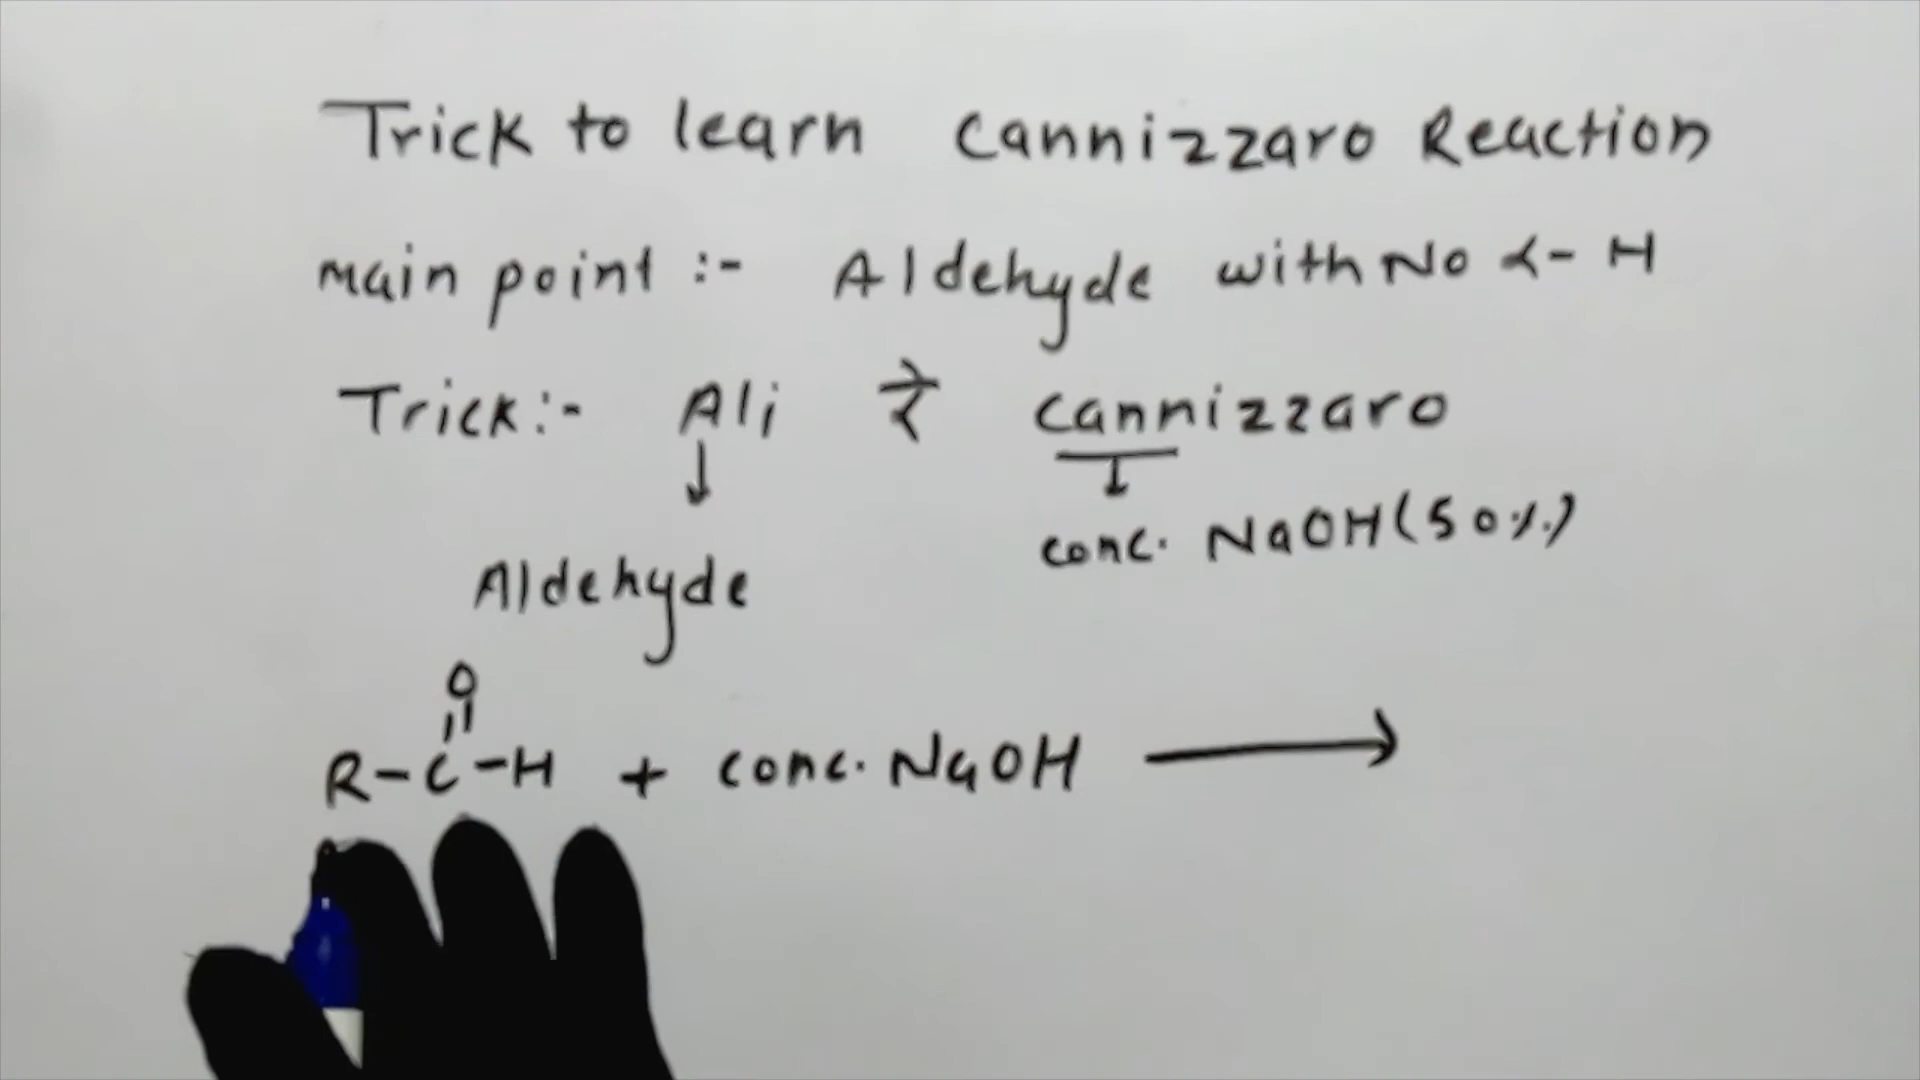 Trick to learn Cannizzaro Reaction
main point :- Aldehyde with No α- H
Trick:- Ali रे Cannizzaro
↓ ↓
Aldehyde conc. NaOH (50%)
O
||
R-C-H + conc. NaOH ⟶